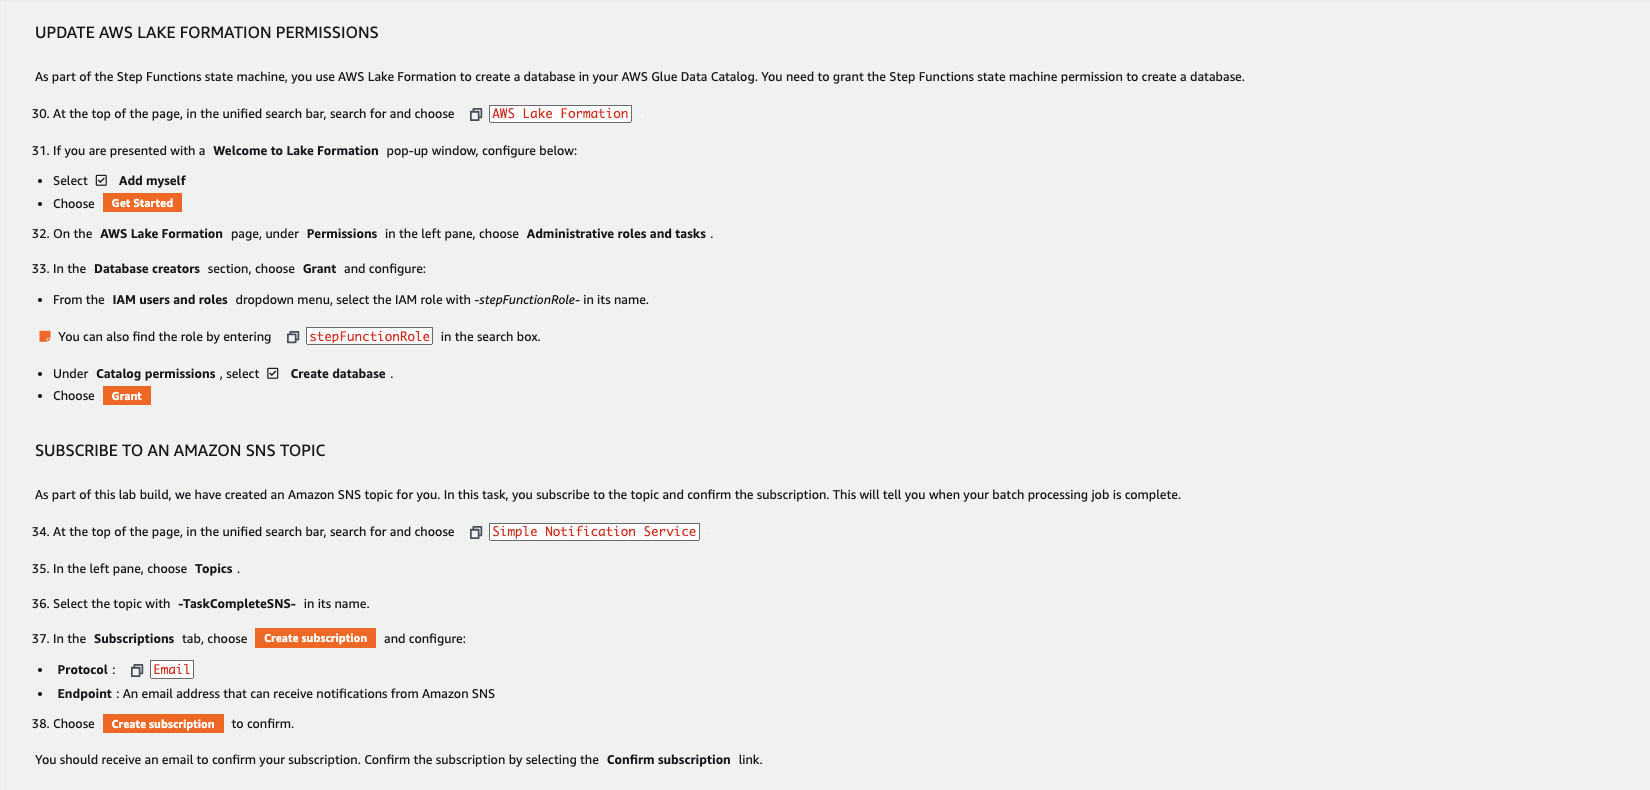 UPDATE AWS LAKE FORMATION PERMISSIONS
As part of the Step Functions state machine, you use AWS Lake Formation to create a database in your AWS Glue Data Catalog. You need to grant the Step Functions state machine permission to create a database.
30. At the top of the page, in the unified search bar, search for and choose AWS Lake Formation
31. If you are presented with a Welcome to Lake Formation pop-up window, configure below:
• Select Add myself
• Choose Get Started
32. On the AWS Lake Formation page, under Permissions in the left pane, choose Administrative roles and tasks .
33. In the Database creators section, choose Grant and configure:
• From the IAM users and roles dropdown menu, select the IAM role with -stepFunctionRole- in its name.
You can also find the role by entering stepFunctionRole in the search box.
• Under Catalog permissions , select Create database .
• Choose Grant
SUBSCRIBE TO AN AMAZON SNS TOPIC
As part of this lab build, we have created an Amazon SNS topic for you. In this task, you subscribe to the topic and confirm the subscription. This will tell you when your batch processing job is complete.
34. At the top of the page, in the unified search bar, search for and choose Simple Notification Service
35. In the left pane, choose Topics .
36. Select the topic with -TaskCompleteSNS- in its name.
37. In the Subscriptions tab, choose Create subscription and configure:
• Protocol : Email
• Endpoint : An email address that can receive notifications from Amazon SNS
38. Choose Create subscription to confirm.
You should receive an email to confirm your subscription. Confirm the subscription by selecting the Confirm subscription link.